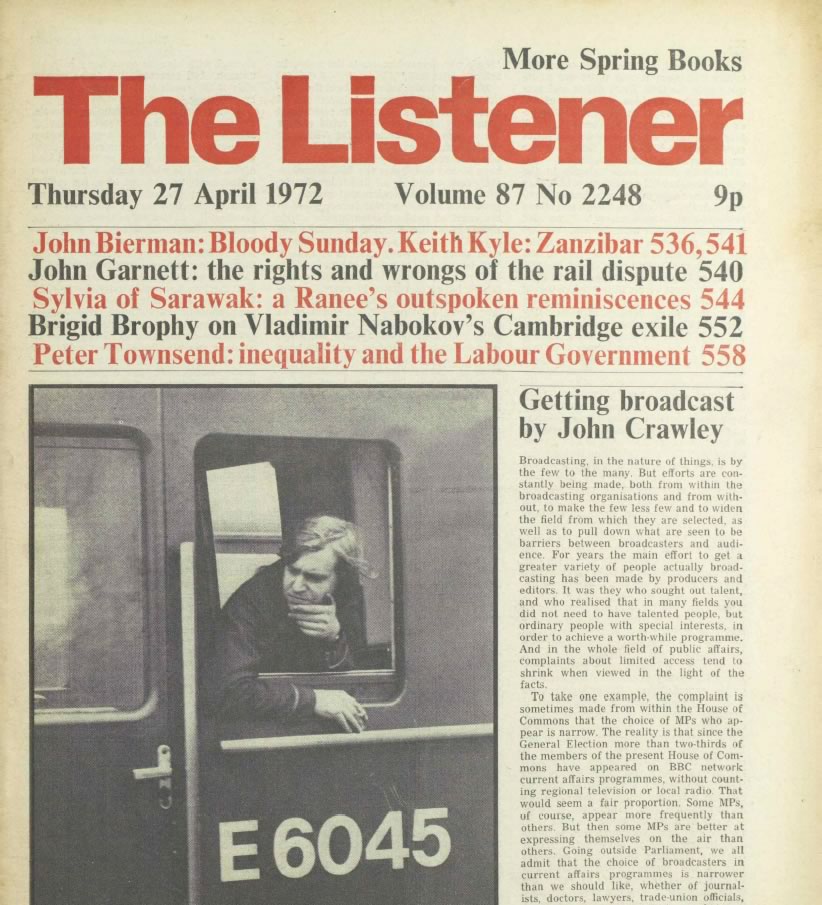 More Spring Books
The Listener
Thursday 27 April 1972 Volume 87 No 2248 9p
John Bierman: Bloody Sunday. Keith Kyle: Zanzibar 536,541
John Garnett: the rights and wrongs of the rail dispute 540
Sylvia of Sarawak: a Ranee's outspoken reminiscences 544
Brigid Brophy on Vladimir Nabokov's Cambridge exile 552
Peter Townsend: inequality and the Labour Government 558
E 6045
Getting broadcast
by John Crawley
Broadcasting, in the nature of things, is by
the few to the many. But efforts are con-
stantly being made, both from within the
broadcasting organisations and from with-
out, to make the few less few and to widen
the field from which they are selected, as
well as to pull down what are seen to be
barriers between broadcasters and audi-
ence. For years the main effort to get a
greater variety of people actually broad-
casting has been made by producers and
editors. It was they who sought out talent,
and who realised that in many fields you
did not need to have talented people, but
ordinary people with special interests, in
order to achieve a worth-while programme.
And in the whole field of public affairs,
complaints about limited access tend to
shrink when viewed in the light of the
facts.
To take one example, the complaint is
sometimes made from within the House of
Commons that the choice of MPs who ap-
pear is narrow. The reality is that since the
General Election more than two-thirds of
the members of the present House of Com-
mons have appeared on BBC network
current affairs programmes, without count-
ing regional television or local radio. That
would seem a fair proportion. Some MPs,
of course, appear more frequently than
others. But then some MPs are better at
expressing themselves on the air than
others. Going outside Parliament, we all
admit that the choice of broadcasters in
current affairs programmes is narrower
than we should like, whether of journal-
ists, doctors, lawyers, trade-union officials,